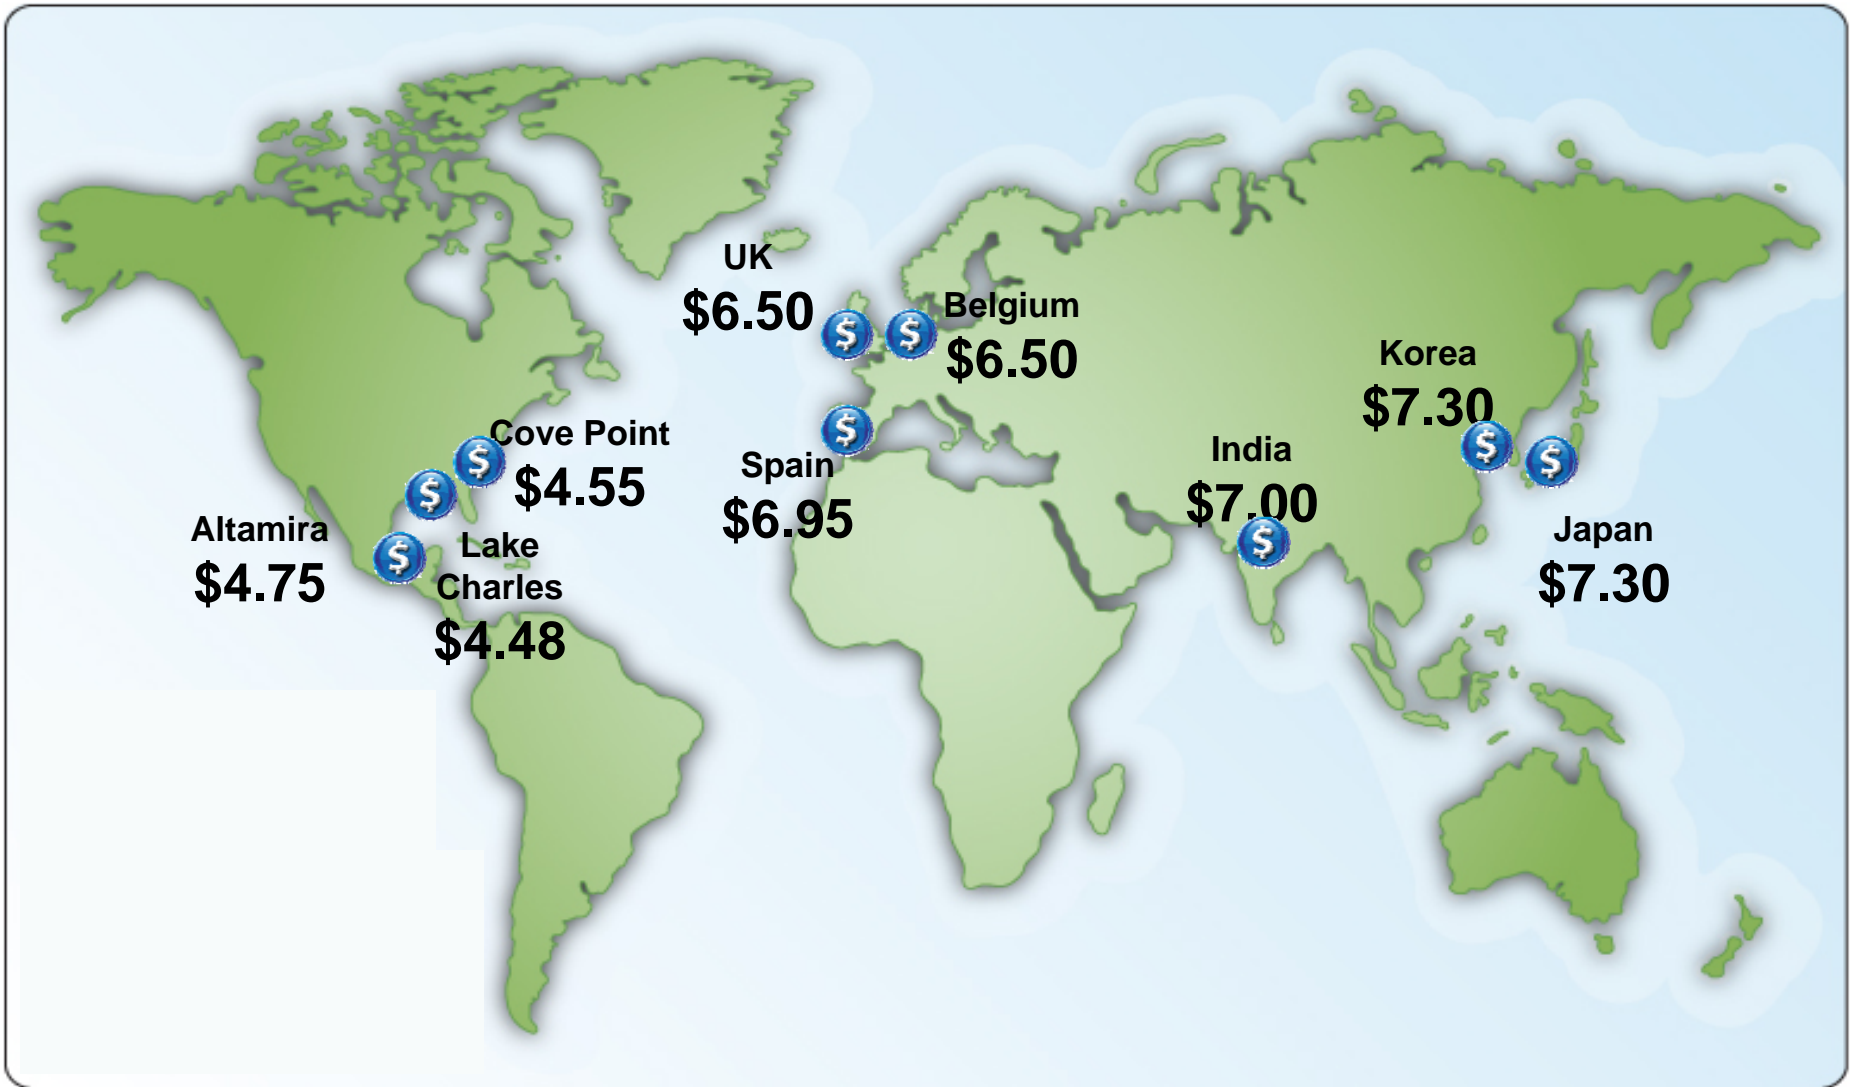 UK
$6.50
Belgium
$6.50
Korea
$7.30
Cove Point
$4.55
India
$7.00
Spain
$6.95
Altamira
$4.75
Lake
Charles
$4.48
Japan
$7.30